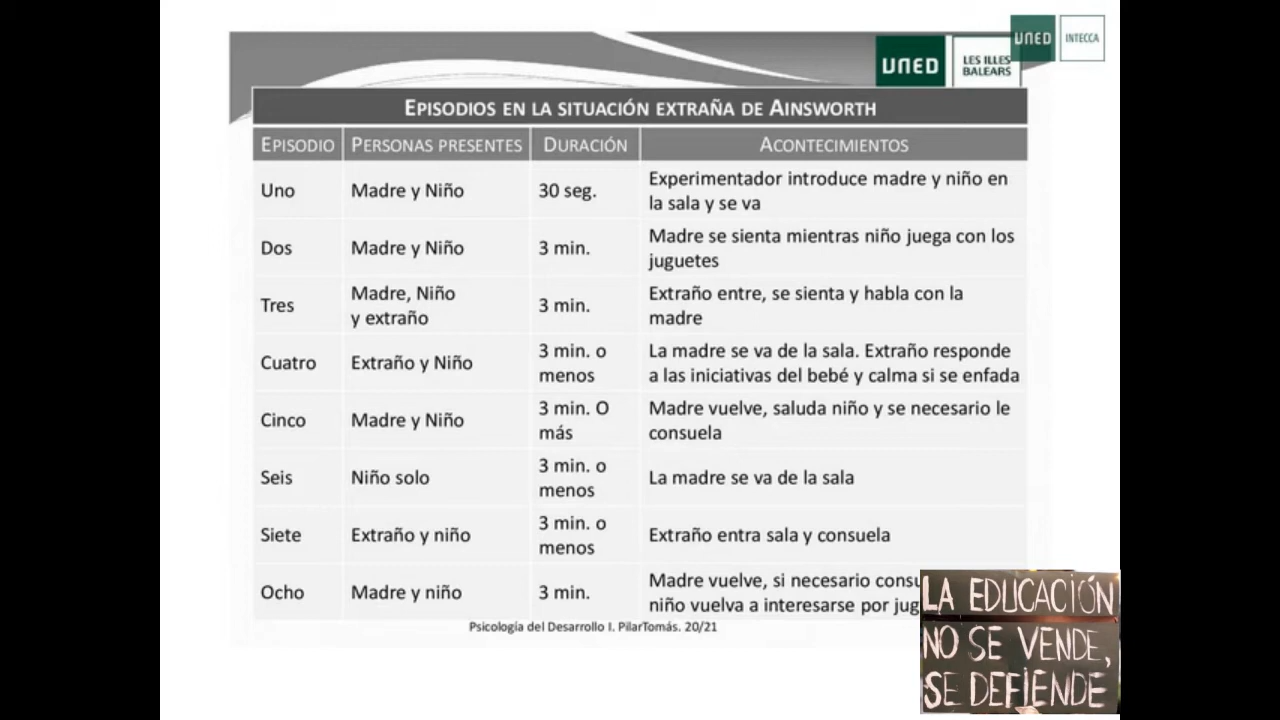 UNED
INTECCA
UNED
LES ILLES
BALEARS
EPISODIOS EN LA SITUACIÓN EXTRAÑA DE AINSWORTH
EPISODIO PERSONAS PRESENTES DURACIÓN ACONTECIMIENTOS
Uno Madre y Niño 30 seg. Experimentador introduce madre y niño en
la sala y se va
Dos Madre y Niño 3 min. Madre se sienta mientras niño juega con los
juguetes
Tres Madre, Niño
y extraño 3 min. Extraño entre, se sienta y habla con la
madre
Cuatro Extraño y Niño 3 min. o
menos La madre se va de la sala. Extraño responde
a las iniciativas del bebé y calma si se enfada
Cinco Madre y Niño 3 min. O
más Madre vuelve, saluda niño y se necesario le
consuela
Seis Niño solo 3 min. o
menos La madre se va de la sala
Siete Extraño y niño 3 min. o
menos Extraño entra sala y consuela
Ocho Madre y niño 3 min. Madre vuelve, si necesario
niño vuelva a interesarse por
Psicología del Desarrollo I. PilarTomás. 20/21
LA EDUCACIÓN
NO SE VENDE,
SE DEFIENDE